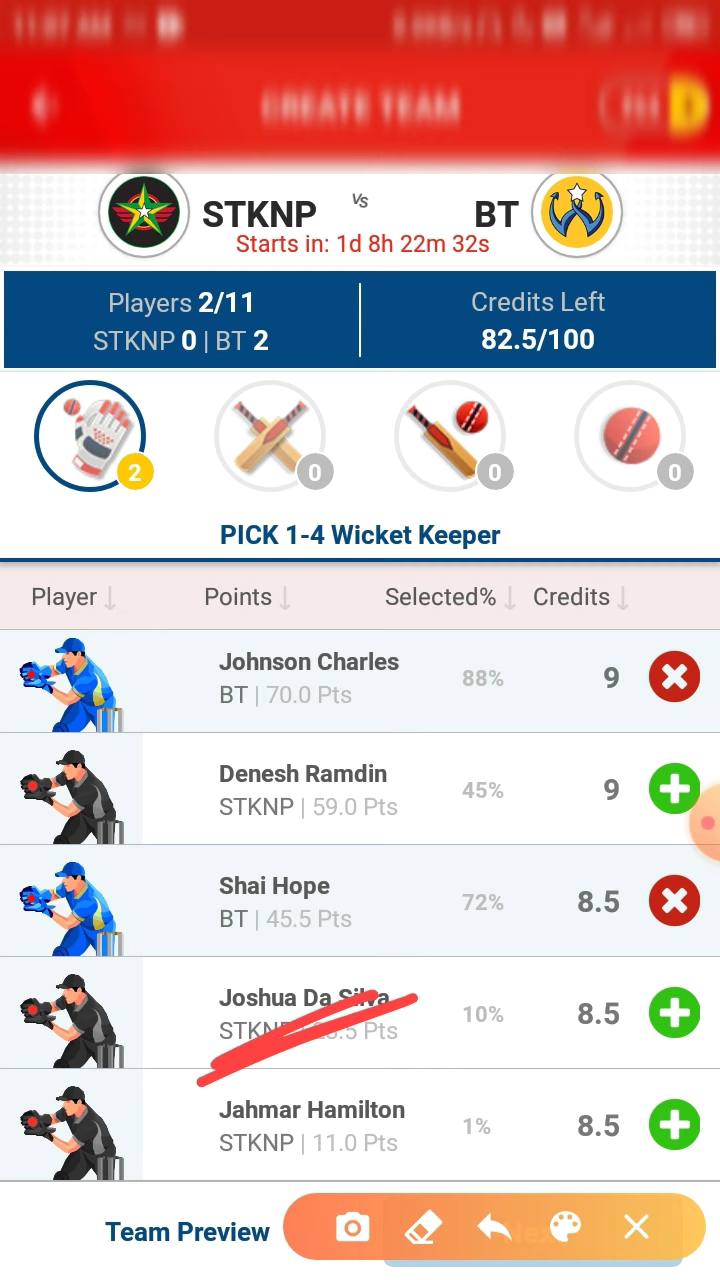 CREATE TEAM
STKNP VS BT
Starts in: 1d 8h 22m 32s
Players 2/11 Credits Left
STKNP 0 | BT 2 82.5/100
2 0 0 0
PICK 1-4 Wicket Keeper
Player Points Selected% Credits
Johnson Charles
BT | 70.0 Pts 88% 9
Denesh Ramdin
STKNP | 59.0 Pts 45% 9
Shai Hope
BT | 45.5 Pts 72% 8.5
Joshua Da Silva
STKNP Pts 10% 8.5
Jahmar Hamilton
STKNP | 11.0 Pts 1% 8.5
Team Preview